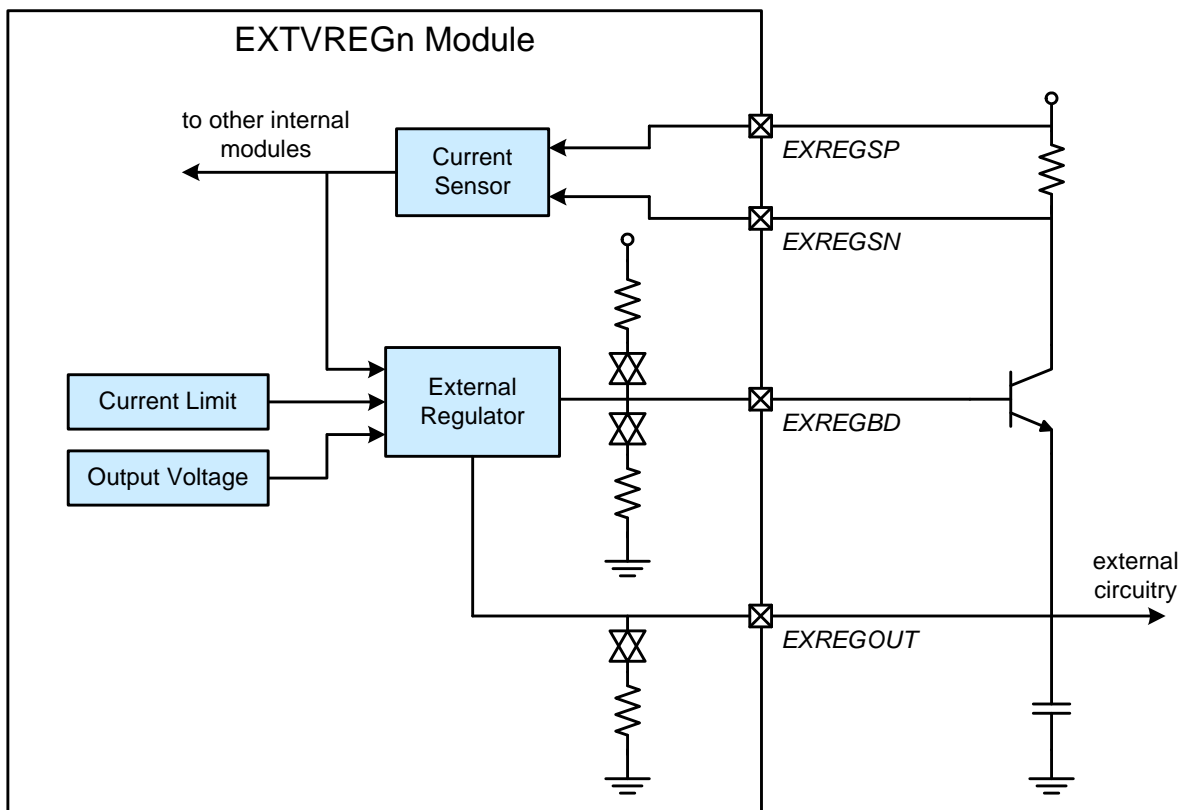 EXTVREGn Module
to other internal
modules
Current
Sensor
EXREGSP
EXREGSN
External
Regulator
Current Limit
Output Voltage
EXREGBD
external
circuitry
EXREGOUT